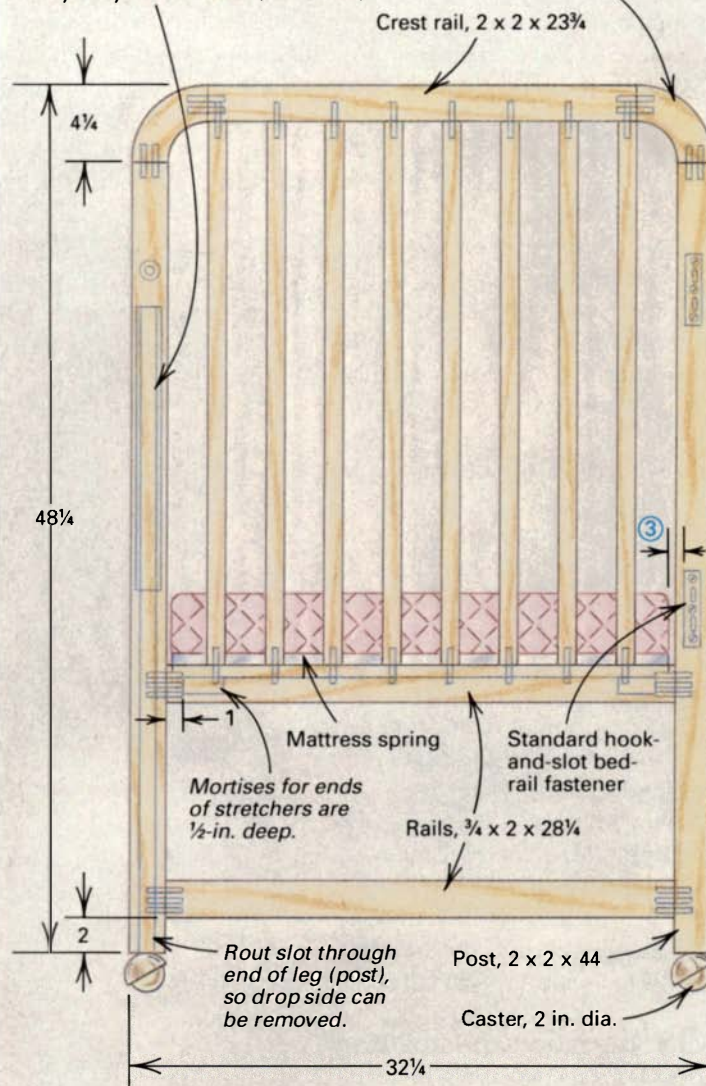 Crest rail, 2 x 2 x 23¾
4¼
48¼
③
1
Mattress spring
Standard hook-
and-slot bed-
rail fastener
Mortises for ends
of stretchers are
½-in. deep.
Rails, ¾ x 2 x 28¼
2
Rout slot through
end of leg (post),
so drop side can
be removed.
Post, 2 x 2 x 44
Caster, 2 in. dia.
32¼